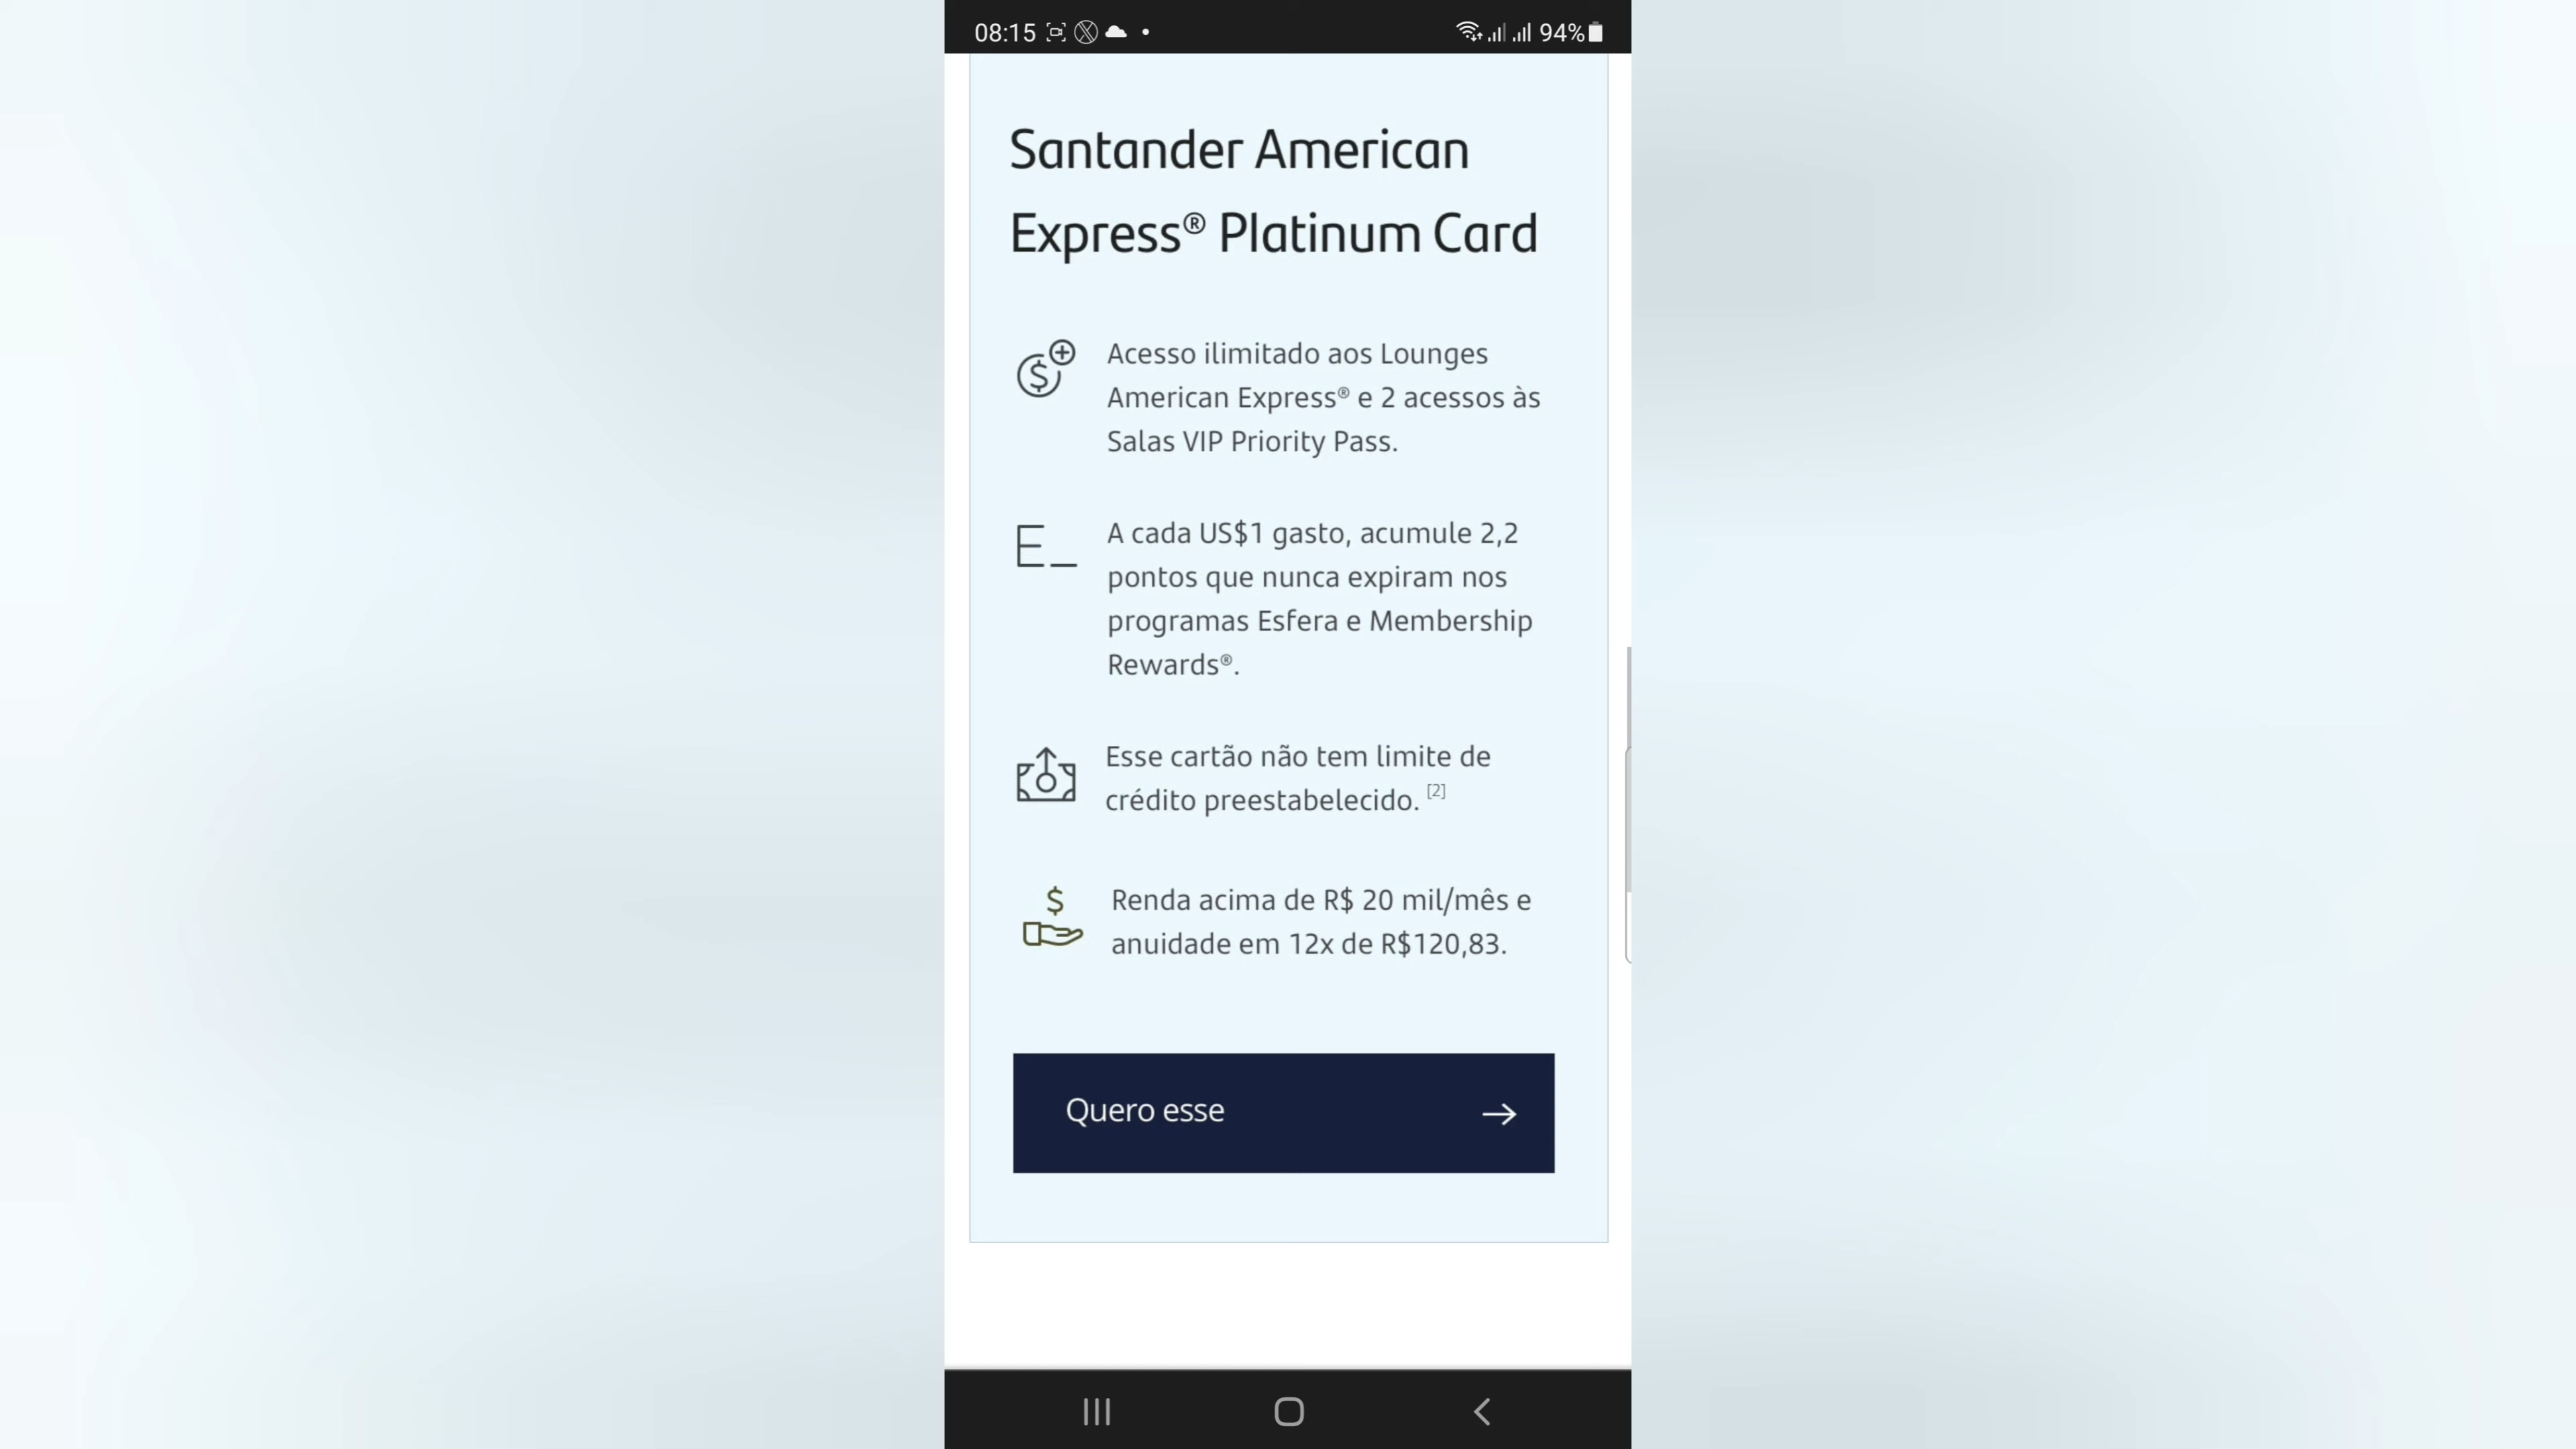 08:15
94%
Santander American
Express® Platinum Card
Acesso ilimitado aos Lounges
American Express® e 2 acessos às
Salas VIP Priority Pass.
E_
A cada US$1 gasto, acumule 2,2
pontos que nunca expiram nos
programas Esfera e Membership
Rewards®.
Esse cartão não tem limite de
crédito preestabelecido. [2]
Renda acima de R$ 20 mil/mês e
anuidade em 12x de R$120,83.
Quero esse